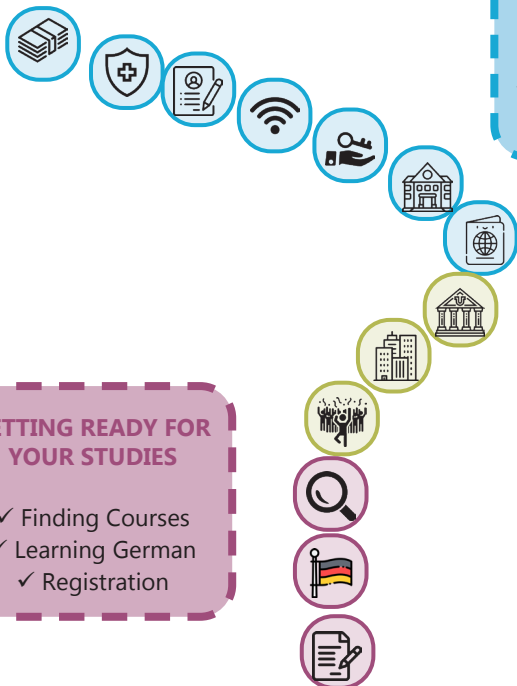 ETTING READY FOR
YOUR STUDIES
✓ Finding Courses
✓ Learning German
✓ Registration